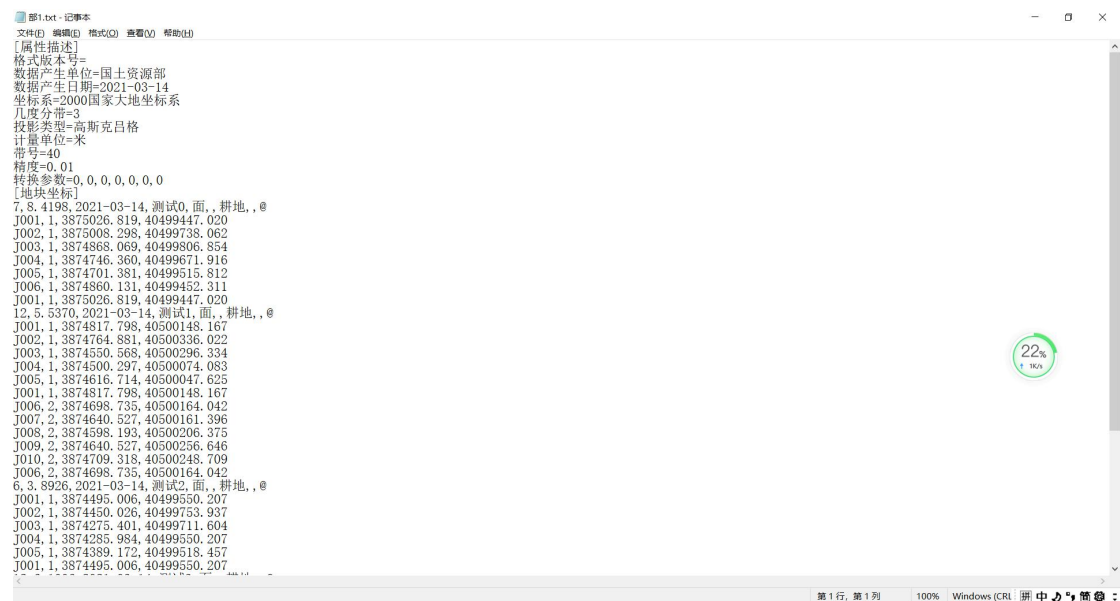 部1.txt - 记事本
文件(F) 编辑(E) 格式(O) 查看(V) 帮助(H)
[属性描述]
格式版本号=
数据产生单位=国土资源部
数据产生日期=2021-03-14
坐标系=2000国家大地坐标系
几度分带=3
投影类型=高斯克吕格
计量单位=米
带号=40
精度=0.01
转换参数=0,0,0,0,0,0,0
[地块坐标]
7,8.4198,2021-03-14,测试0,面,,耕地,,@
J001,1,3875026.819,40499447.020
J002,1,3875008.298,40499738.062
J003,1,3874868.069,40499806.854
J004,1,3874746.360,40499671.916
J005,1,3874701.381,40499515.812
J006,1,3874860.131,40499452.311
J001,1,3875026.819,40499447.020
12,5.5370,2021-03-14,测试1,面,,耕地,,@
J001,1,3874817.798,40500148.167
J002,1,3874764.881,40500336.022
J003,1,3874550.568,40500296.334
J004,1,3874500.297,40500074.083
J005,1,3874616.714,40500047.625
J001,1,3874817.798,40500148.167
J006,2,3874698.735,40500164.042
J007,2,3874640.527,40500161.396
J008,2,3874598.193,40500206.375
J009,2,3874640.527,40500256.646
J010,2,3874709.318,40500248.709
J006,2,3874698.735,40500164.042
6,3.8926,2021-03-14,测试2,面,,耕地,,@
J001,1,3874495.006,40499550.207
J002,1,3874450.026,40499753.937
J003,1,3874275.401,40499711.604
J004,1,3874285.984,40499550.207
J005,1,3874389.172,40499518.457
J001,1,3874495.006,40499550.207
22%
↑ 1K/s
第1行, 第1列 100% Windows (CRL 拼 中 简